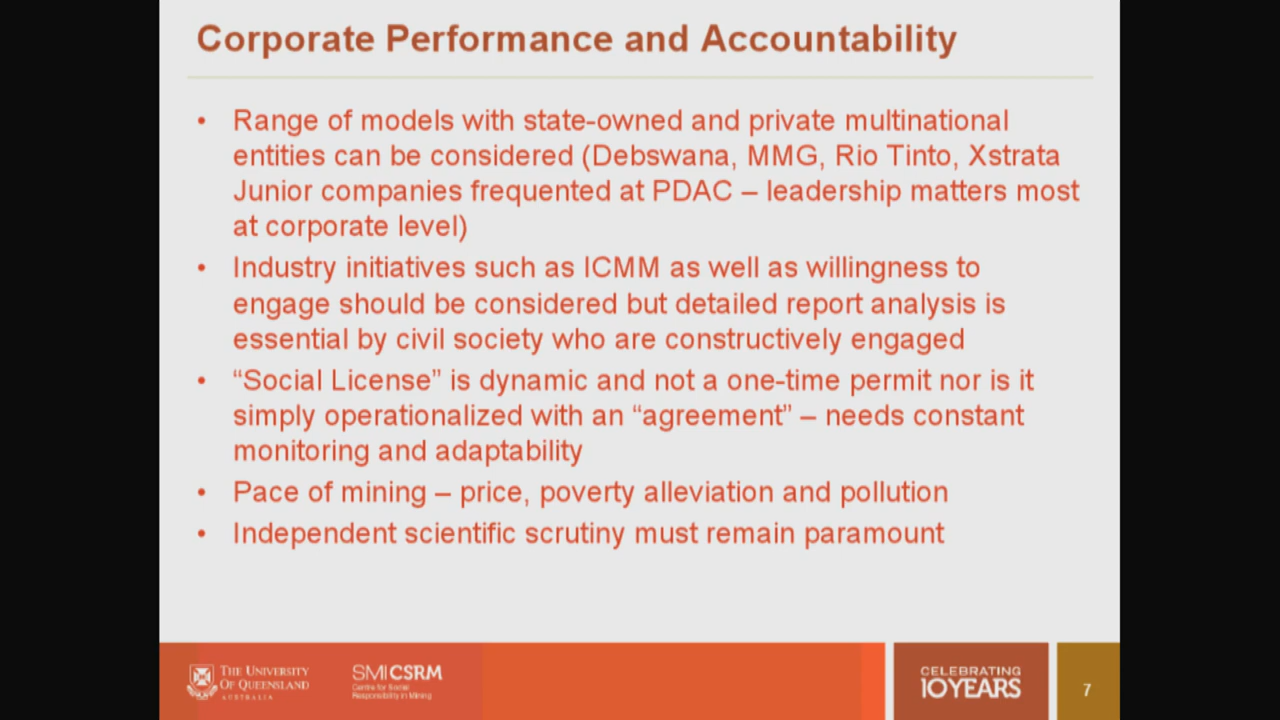 Corporate Performance and Accountability
• Range of models with state-owned and private multinational
entities can be considered (Debswana, MMG, Rio Tinto, Xstrata
Junior companies frequented at PDAC – leadership matters most
at corporate level)
• Industry initiatives such as ICMM as well as willingness to
engage should be considered but detailed report analysis is
essential by civil society who are constructively engaged
• “Social License” is dynamic and not a one-time permit nor is it
simply operationalized with an “agreement” – needs constant
monitoring and adaptability
• Pace of mining – price, poverty alleviation and pollution
• Independent scientific scrutiny must remain paramount
THE UNIVERSITY
OF QUEENSLAND
AUSTRALIA
SMICSRM
Centre for Social
Responsibility in Mining
CELEBRATING
10YEARS
7